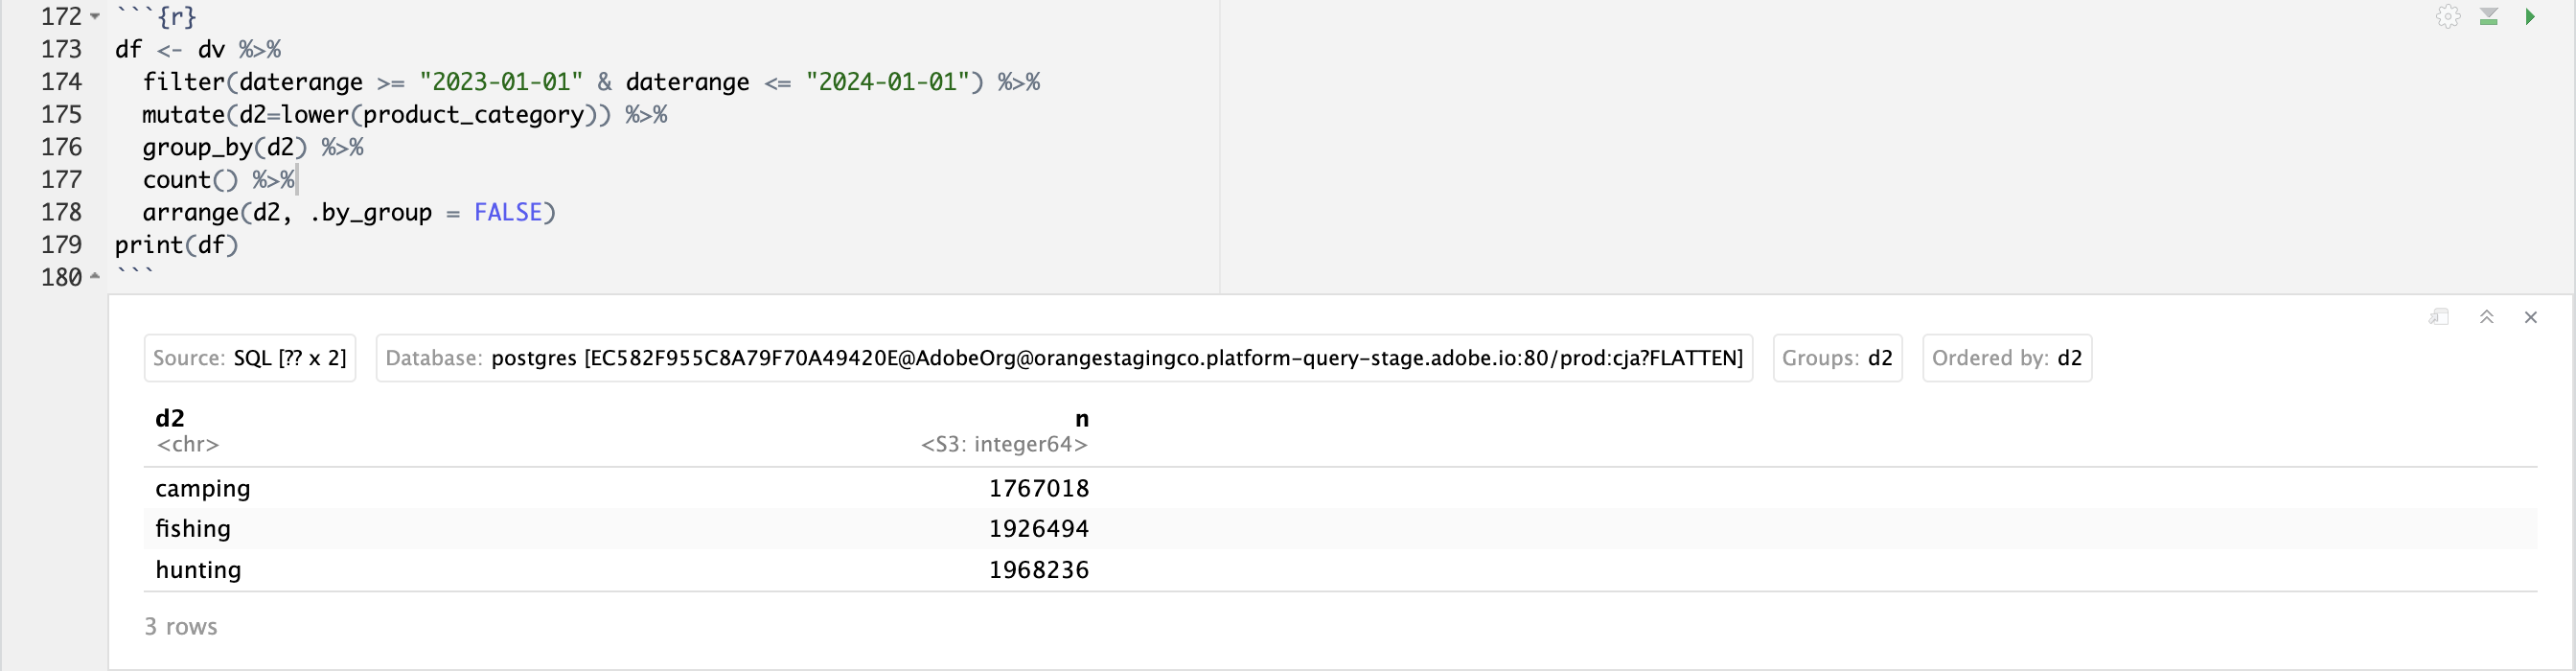 172 ```{r}
173 df <- dv %>%
174 filter(daterange >= "2023-01-01" & daterange <= "2024-01-01") %>%
175 mutate(d2=lower(product_category)) %>%
176 group_by(d2) %>%
177 count() %>%
178 arrange(d2, .by_group = FALSE)
179 print(df)
180 ```
Source: SQL [?? x 2] Database: postgres [EC582F955C8A79F70A49420E@AdobeOrg@orangestagingco.platform-query-stage.adobe.io:80/prod:cja?FLATTEN] Groups: d2 Ordered by: d2
d2 n
<chr> <S3: integer64>
camping 1767018
fishing 1926494
hunting 1968236
3 rows